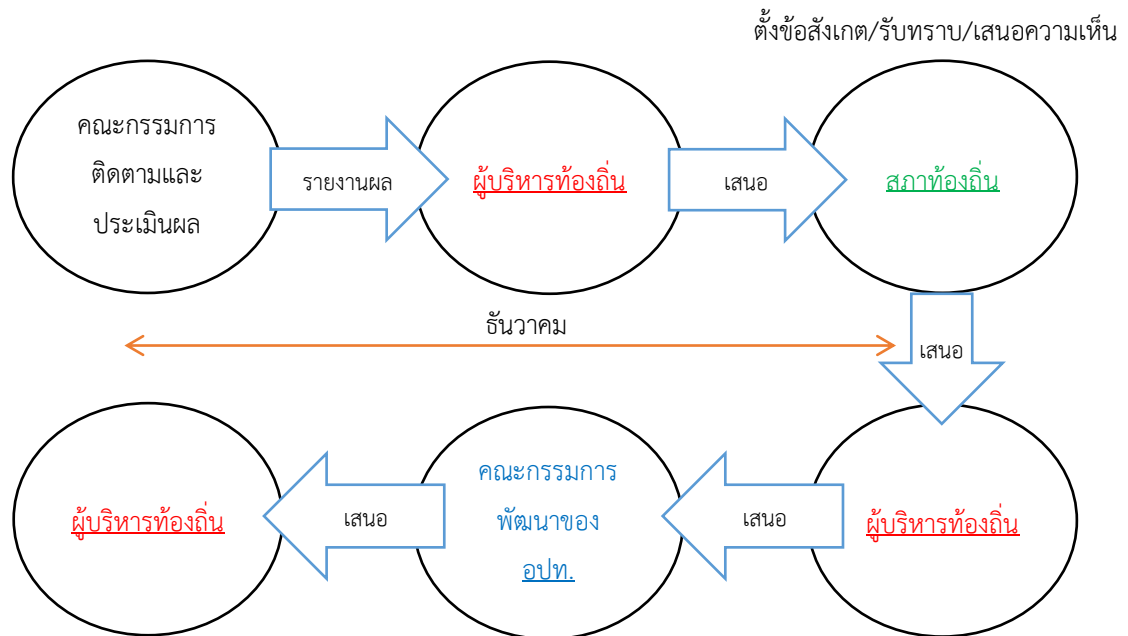 ตั้งข้อสังเกต/รับทราบ/เสนอความเห็น
คณะกรรมการ
ติดตามและ
ประเมินผล
รายงานผล
ผู้บริหารท้องถิ่น
เสนอ
สภาท้องถิ่น
ธันวาคม
เสนอ
ผู้บริหารท้องถิ่น
เสนอ
คณะกรรมการ
พัฒนาของ
อปท.
เสนอ
ผู้บริหารท้องถิ่น